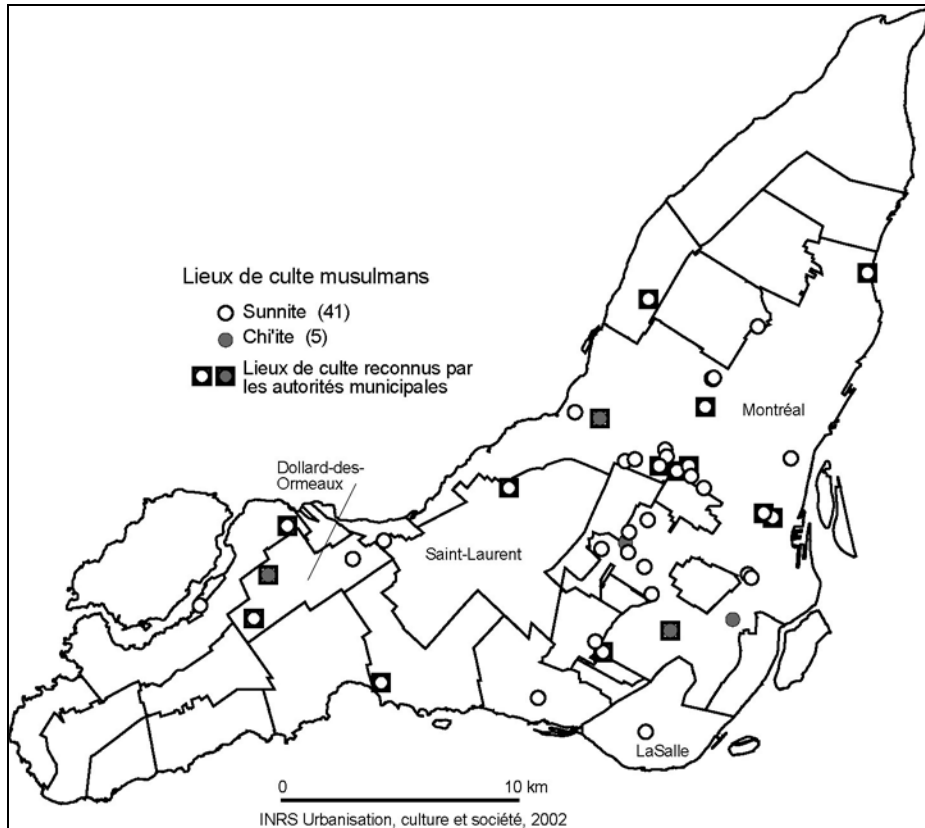 Lieux de culte musulmans
Sunnite (41)
Chi'ite (5)
Lieux de culte reconnus par
les autorités municipales
Montréal
Dollard-des-
Ormeaux
Saint-Laurent
LaSalle
0 10 km
INRS Urbanisation, culture et société, 2002